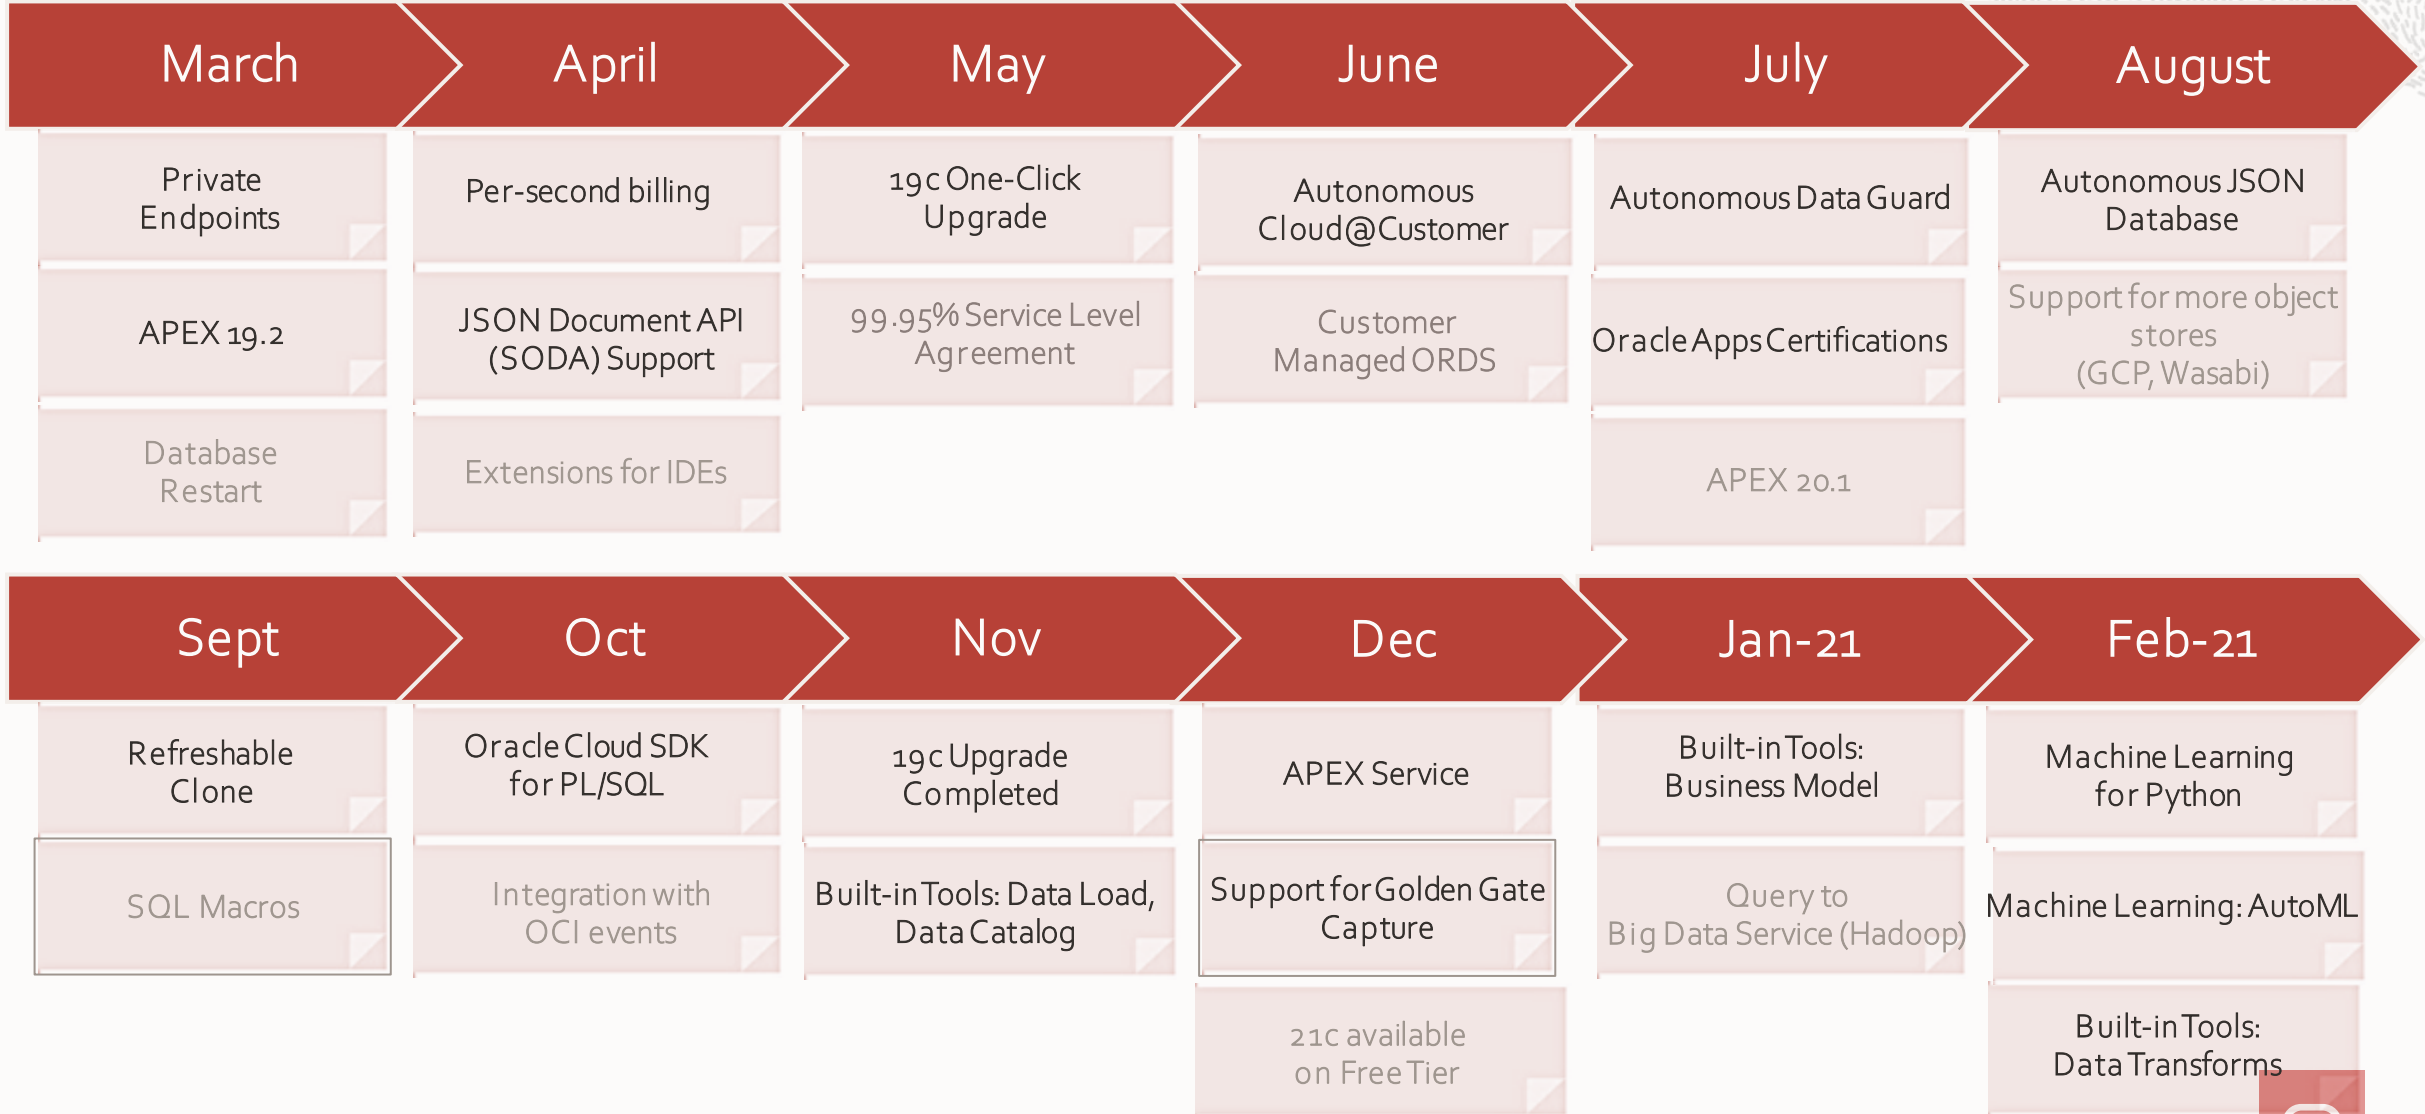 March
April
May
June
July
August
Private
Endpoints
Per-second billing
19c One-Click
Upgrade
Autonomous
Cloud@Customer
Autonomous Data Guard
Autonomous JSON
Database
APEX 19.2
JSON Document API
(SODA) Support
99.95% Service Level
Agreement
Customer
Managed ORDS
Oracle Apps Certifications
Support for more object
stores
(GCP, Wasabi)
Database
Restart
Extensions for IDEs
APEX 20.1
Sept
Oct
Nov
Dec
Jan-21
Feb-21
Refreshable
Clone
Oracle Cloud SDK
for PL/SQL
19c Upgrade
Completed
APEX Service
Built-in Tools:
Business Model
Machine Learning
for Python
SQL Macros
Integration with
OCI events
Built-in Tools: Data Load,
Data Catalog
Support for Golden Gate
Capture
Query to
Big Data Service (Hadoop)
Machine Learning: AutoML
21c available
on Free Tier
Built-in Tools:
Data Transforms